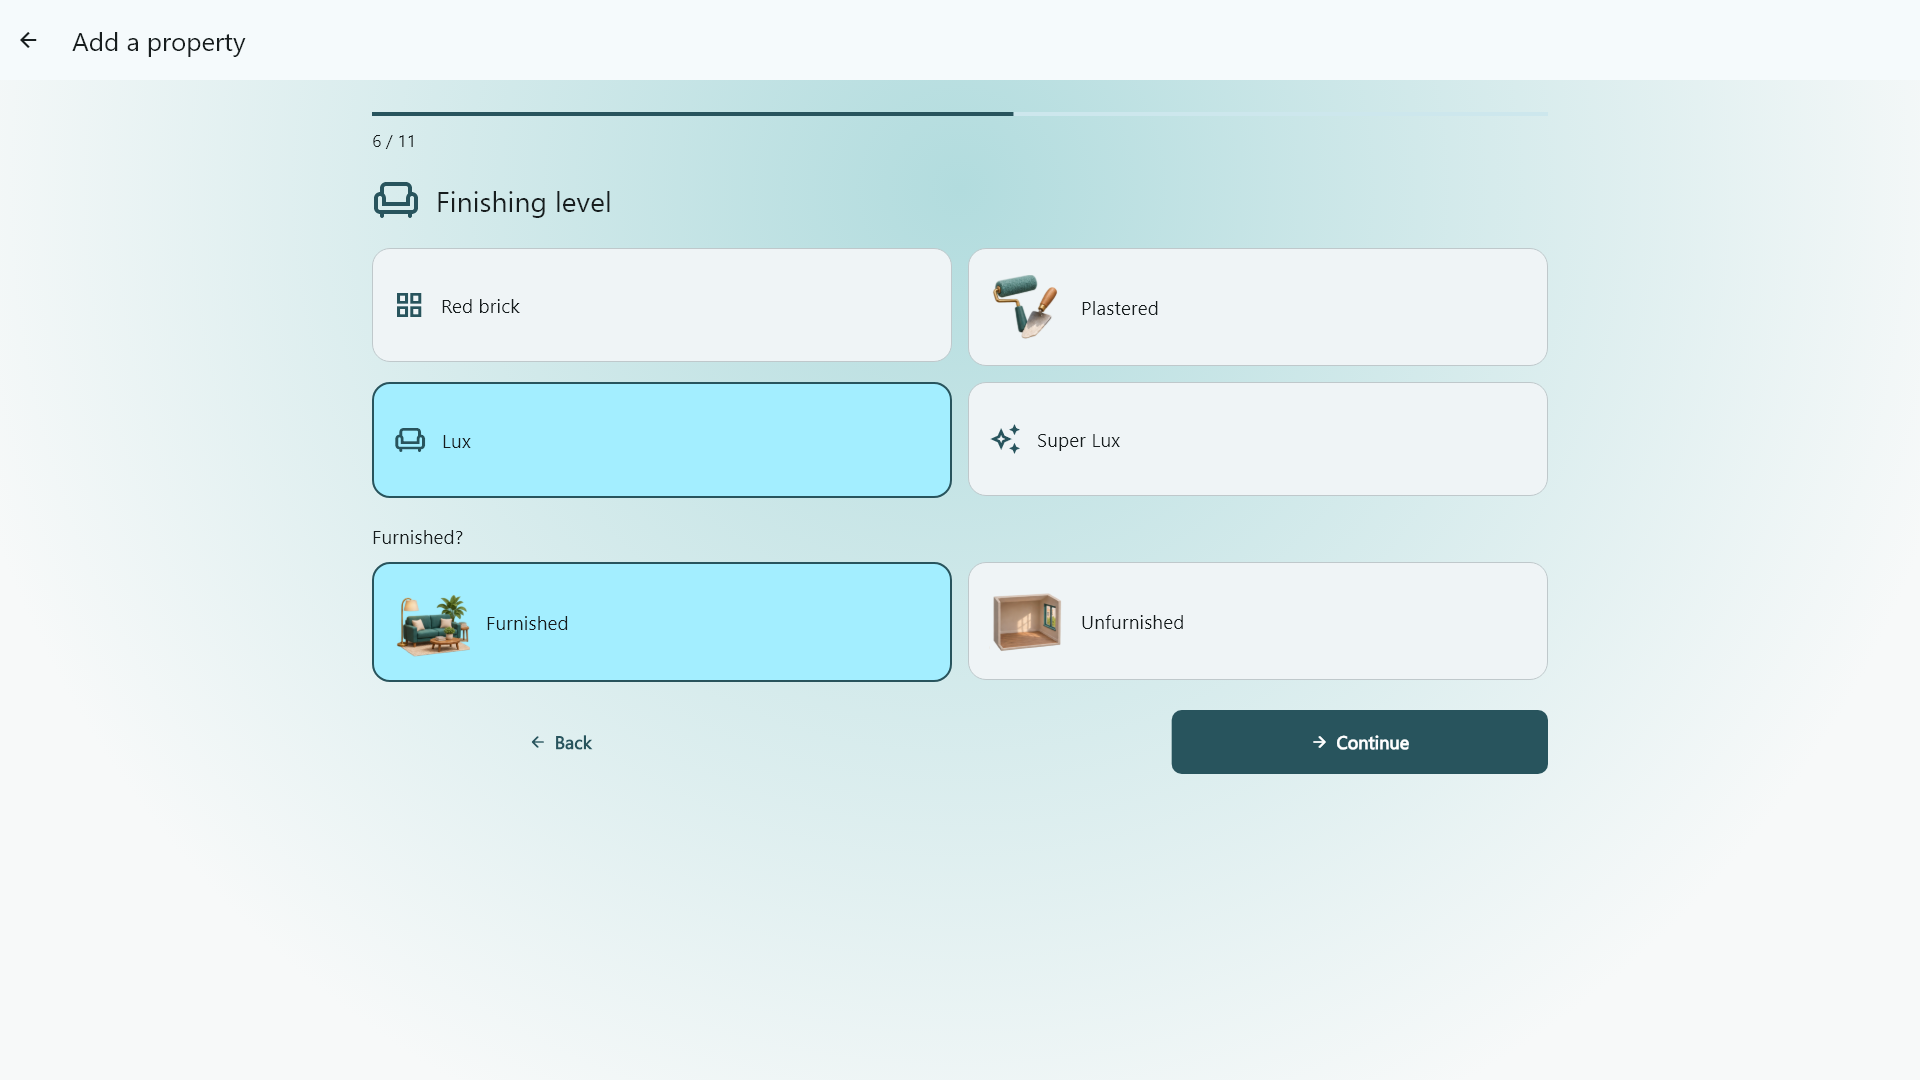 Add a property
6 / 11
Finishing level
Red brick
Plastered
Lux
Super Lux
Furnished?
Furnished
Unfurnished
Back
Continue